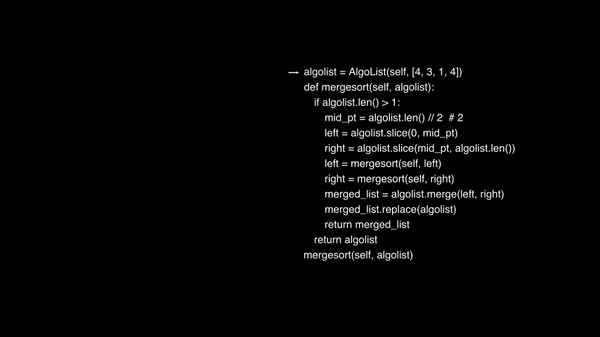 → algolist = AlgoList(self, [4, 3, 1, 4])
def mergesort(self, algolist):
if algolist.len() > 1:
mid_pt = algolist.len() // 2  # 2
left = algolist.slice(0, mid_pt)
right = algolist.slice(mid_pt, algolist.len())
left = mergesort(self, left)
right = mergesort(self, right)
merged_list = algolist.merge(left, right)
merged_list.replace(algolist)
return merged_list
return algolist
mergesort(self, algolist)